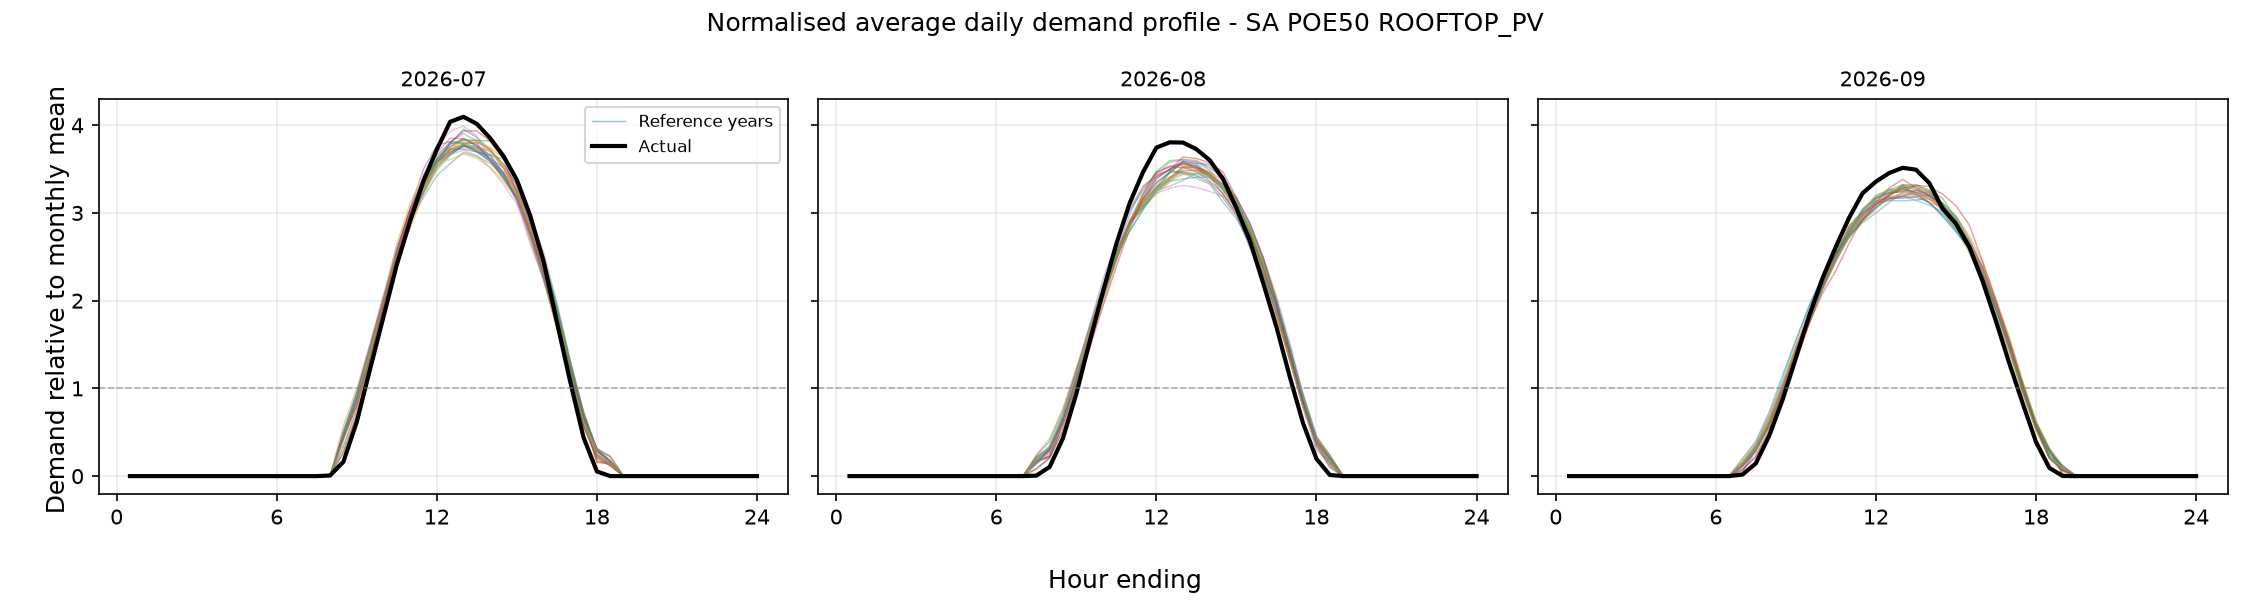 Normalised average daily demand profile - SA POE50 ROOFTOP_PV
2026-07
2026-08
2026-09
Demand relative to monthly mean
4
3
2
1
0
Reference years
Actual
0 6 12 18 24
0 6 12 18 24
0 6 12 18 24
Hour ending